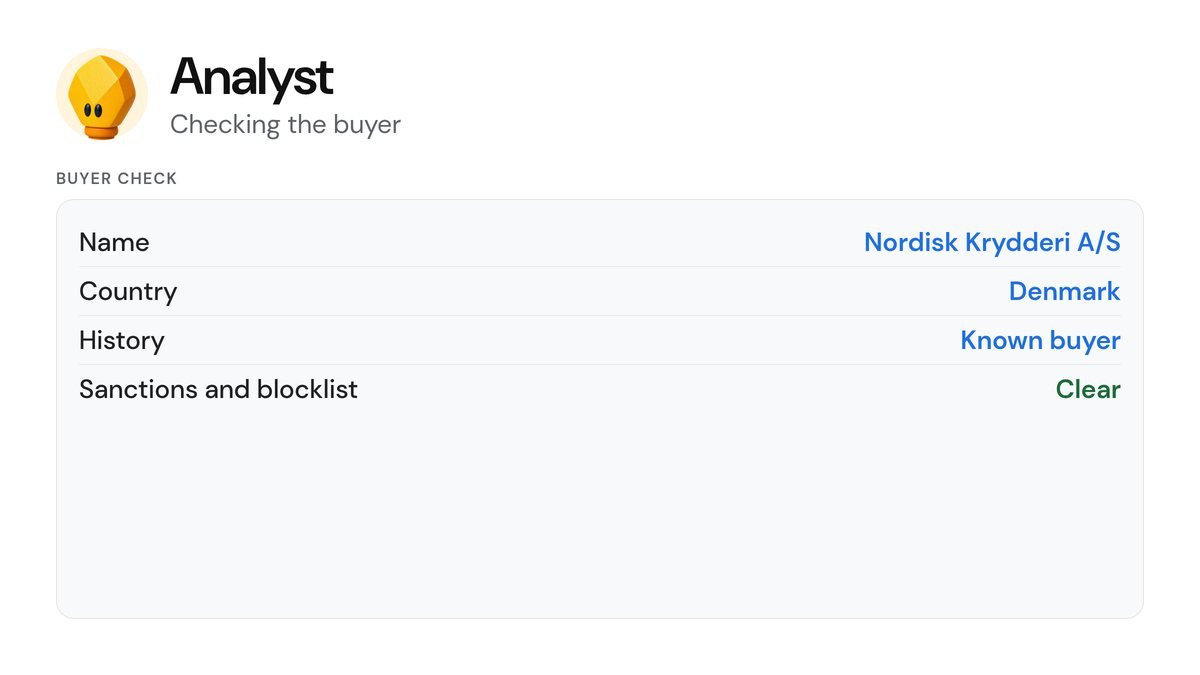 Analyst
Checking the buyer
BUYER CHECK
Name Nordisk Krydderi A/S
Country Denmark
History Known buyer
Sanctions and blocklist Clear